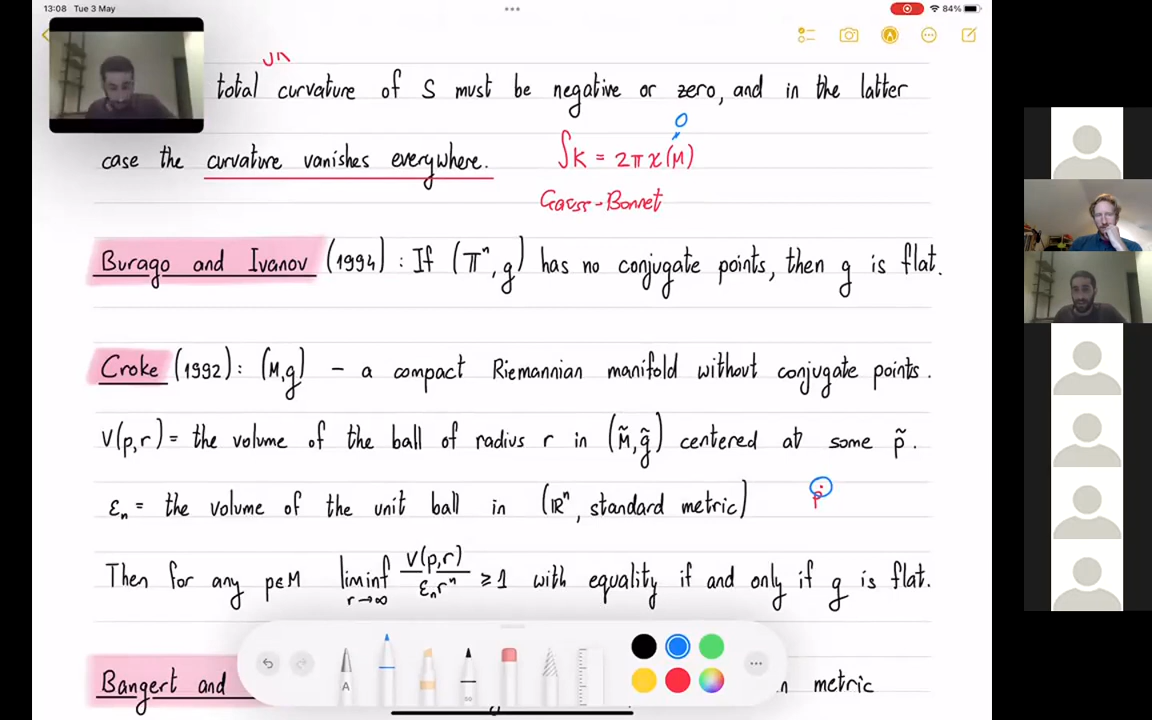 13:08 Tue 3 May
84%
total curvature of S must be negative or zero, and in the latter
0
case the curvature vanishes everywhere. ∫K = 2π χ(M)
Gauss-Bonnet
Burago and Ivanov (1994): If (𝕋ⁿ, g) has no conjugate points, then g is flat.
Croke (1992): (M,g) - a compact Riemannian manifold without conjugate points.
V(p,r) = the volume of the ball of radius r in (M̃, g̃) centered at some p̃.
εₙ = the volume of the unit ball in (ℝⁿ, standard metric) p
Then for any p∈M liminf r→∞ V(p,r)/εₙrⁿ ≥ 1 with equality if and only if g is flat.
Bangert and metric